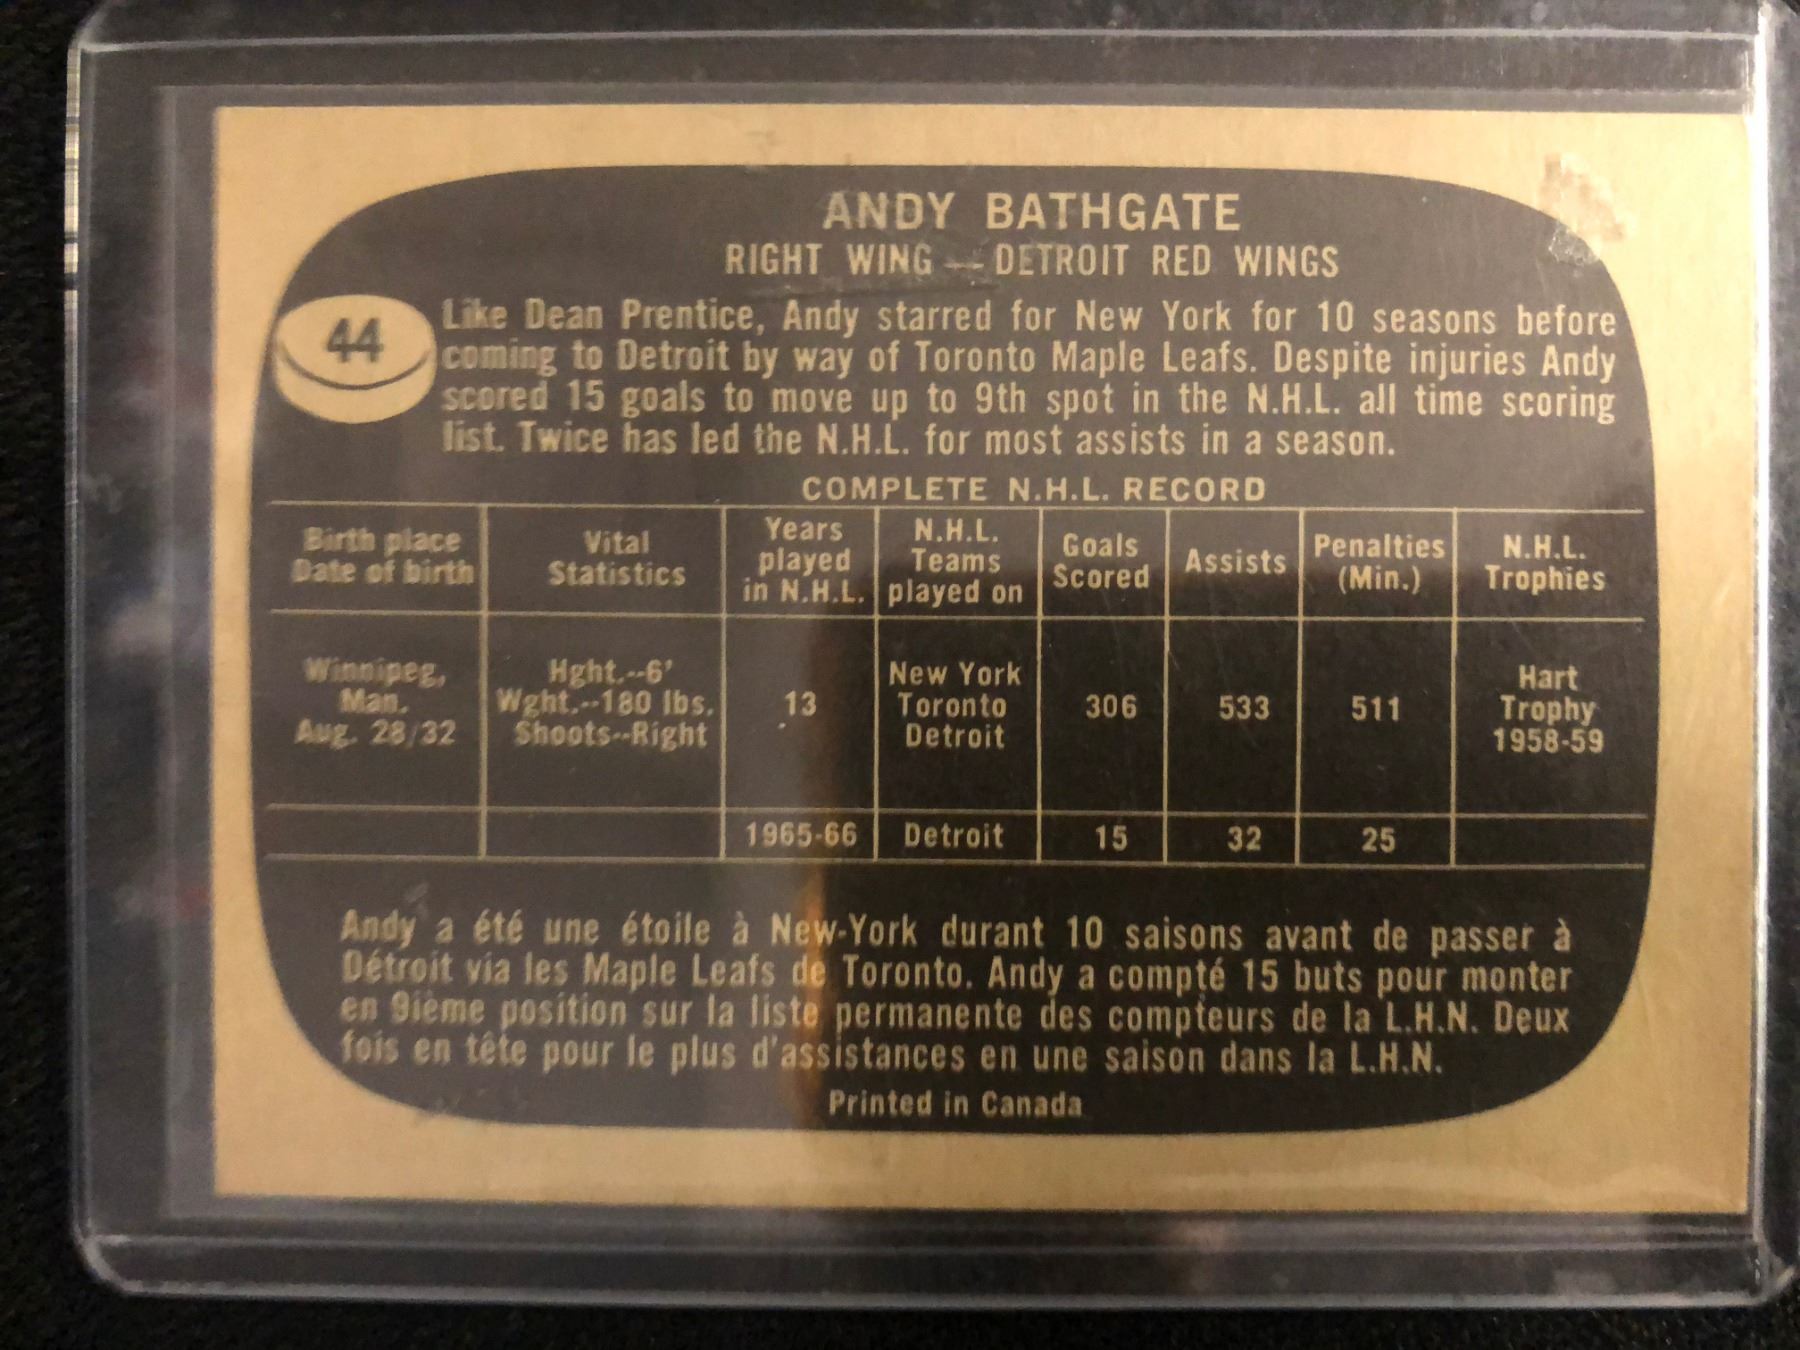 ANDY BATHGATE
RIGHT WING — DETROIT RED WINGS
44
Like Dean Prentice, Andy starred for New York for 10 seasons before
coming to Detroit by way of Toronto Maple Leafs. Despite injuries Andy
scored 15 goals to move up to 9th spot in the N.H.L. all time scoring
list. Twice has led the N.H.L. for most assists in a season.
COMPLETE N.H.L. RECORD
Birth place
Date of birth
Vital
Statistics
Years
played
in N.H.L.
N.H.L.
Teams
played on
Goals
Scored
Assists
Penalties
(Min.)
N.H.L.
Trophies
Winnipeg,
Man.
Aug. 28/32
Hght.--6'
Wght.--180 lbs.
Shoots--Right
13
New York
Toronto
Detroit
306
533
511
Hart
Trophy
1958-59
1965-66
Detroit
15
32
25
Andy a été une étoile à New-York durant 10 saisons avant de passer à
Détroit via les Maple Leafs de Toronto. Andy a compté 15 buts pour monter
en 9ième position sur la liste permanente des compteurs de la L.H.N. Deux
fois en tête pour le plus d'assistances en une saison dans la L.H.N.
Printed in Canada